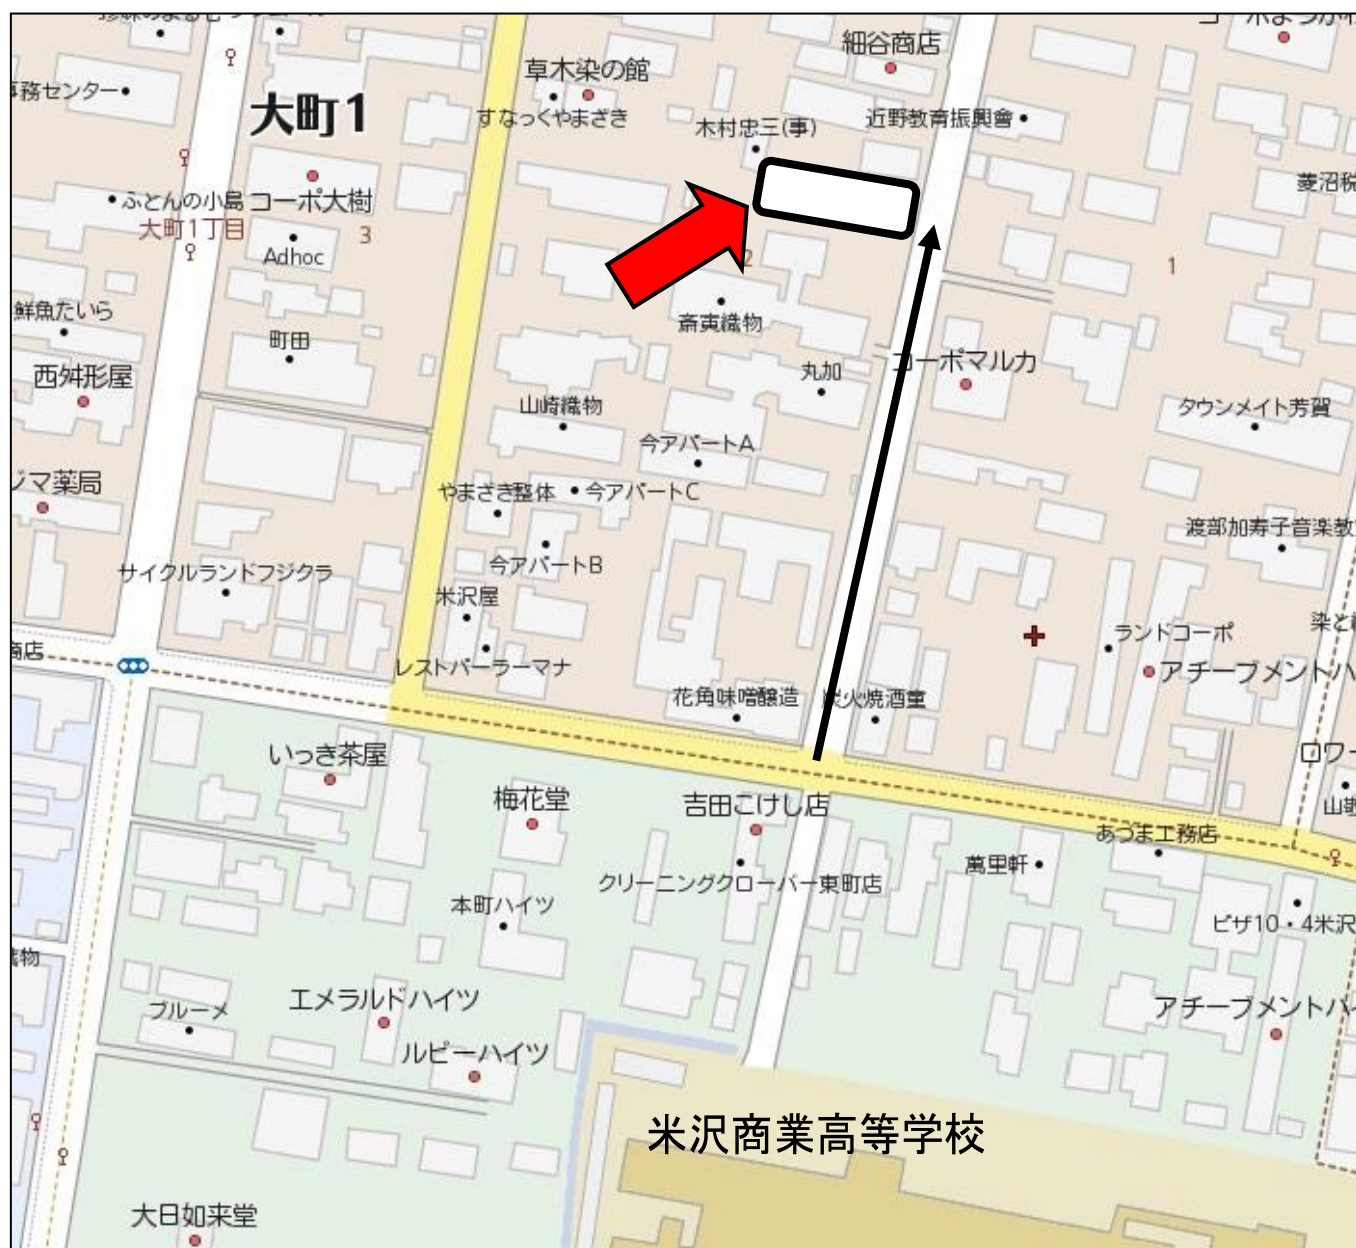 細谷商店
草木染の館
務センター
大町1
すなっくやまざき
木村忠三(事)
近野教育振興會
菱沼税
ふとんの小島
コーポ大樹
大町1丁目
3
Adhoc
2
1
鮮魚たいら
斎寅織物
町田
丸加
コーポマルカ
西舛形屋
山崎織物
タウンメイト芳賀
今アパートA
ジマ薬局
やまざき整体
今アパートC
渡部加寿子音楽教
今アパートB
サイクルランドフジクラ
米沢屋
ランドコーポ
染と
商店
レストパーラーマナ
アチーブメントハ
花角味噌醸造
炭火焼酒童
いっき茶屋
ロワー
梅花堂
吉田こけし店
山
あづま工務店
萬里軒
クリーニングクローバー東町店
本町ハイツ
ピザ10・4米沢
物
エメラルドハイツ
ブルーメ
アチーブメントハイ
ルビーハイツ
米沢商業高等学校
大日如来堂